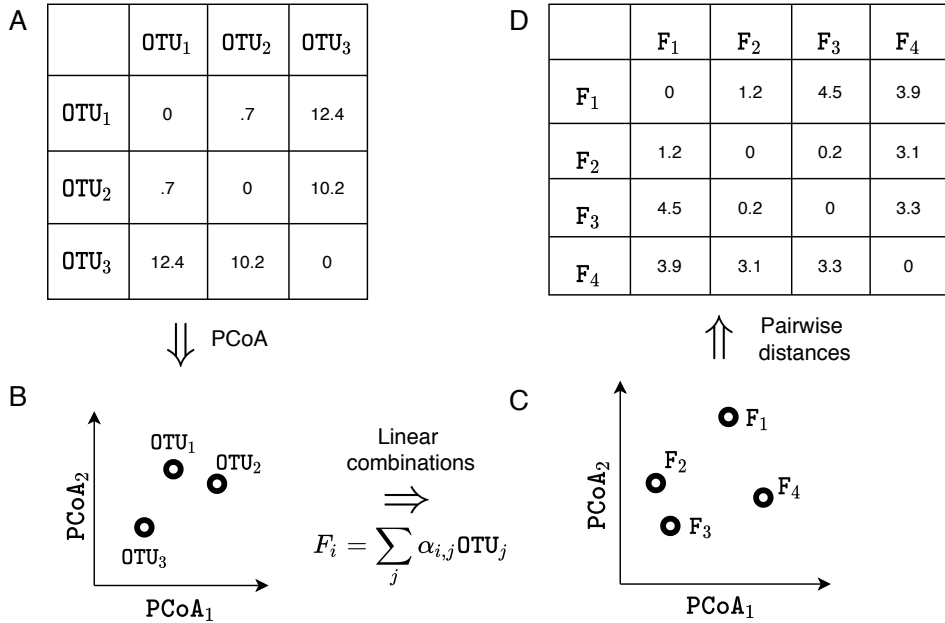 A
OTU₁ OTU₂ OTU₃
OTU₁ 0 .7 12.4
OTU₂ .7 0 10.2
OTU₃ 12.4 10.2 0
PCoA
D
F₁ F₂ F₃ F₄
F₁ 0 1.2 4.5 3.9
F₂ 1.2 0 0.2 3.1
F₃ 4.5 0.2 0 3.3
F₄ 3.9 3.1 3.3 0
Pairwise
distances
B
PCoA₂
OTU₁
OTU₂
OTU₃
PCoA₁
Linear
combinations
⇒
Fᵢ = ∑ⱼ αᵢ,ⱼOTUⱼ
C
PCoA₂
F₁
F₂
F₄
F₃
PCoA₁